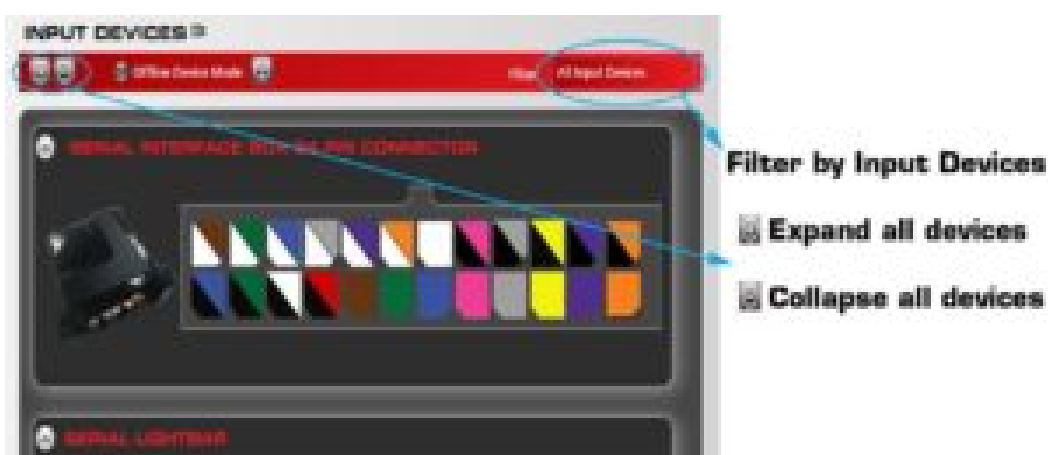 INPUT DEVICES
Offline Device Mode
Filter All Input Devices
SERIAL INTERFACE BOX 24 PIN CONNECTOR
Filter by Input Devices
Expand all devices
Collapse all devices
SERIAL LIGHTBAR